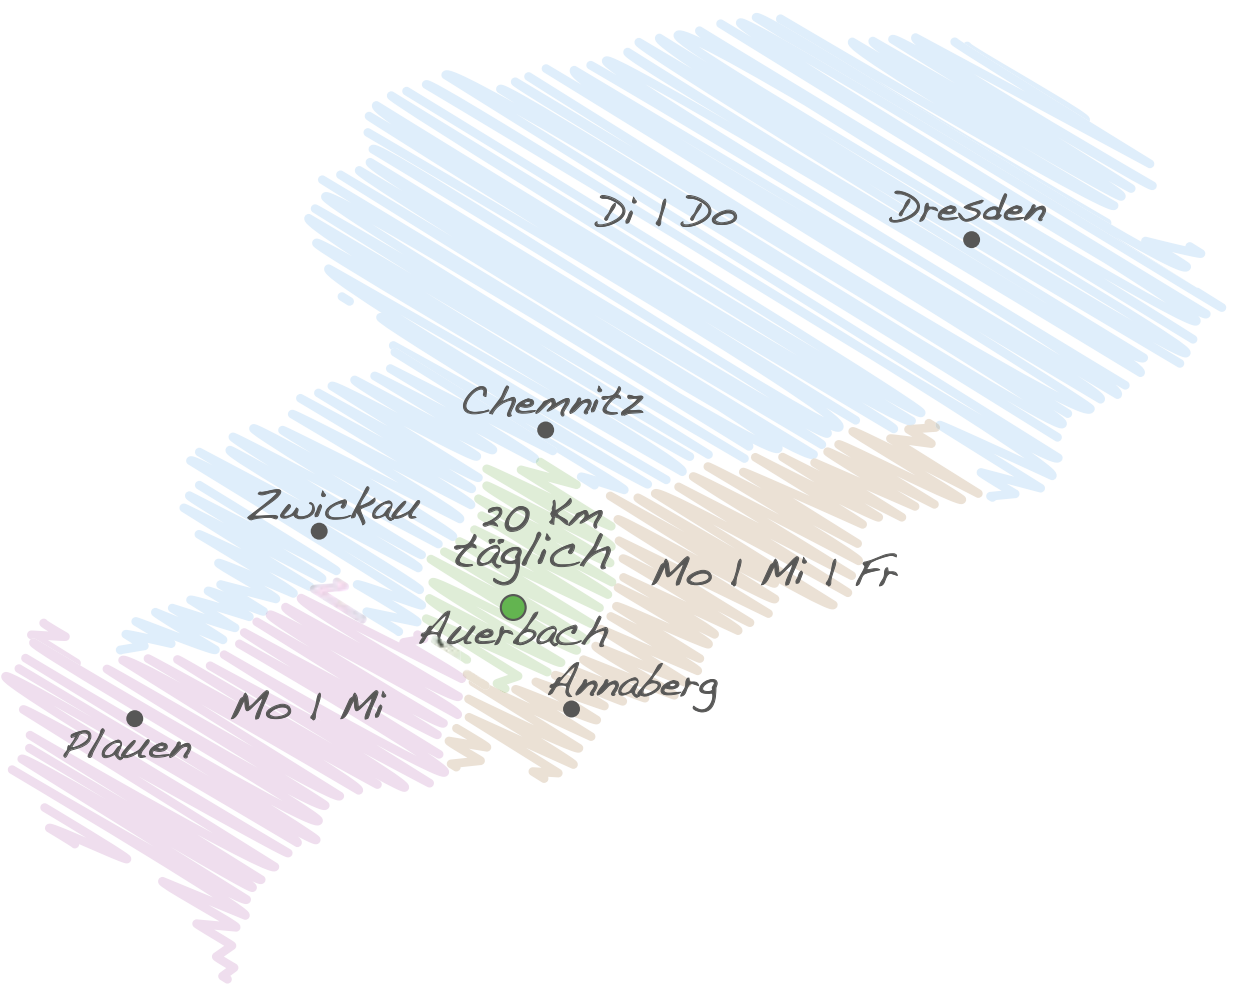 Di | Do
Dresden
Chemnitz
Zwickau
20 Km
täglich
Mo | Mi | Fr
Auerbach
Annaberg
Mo | Mi
Plauen